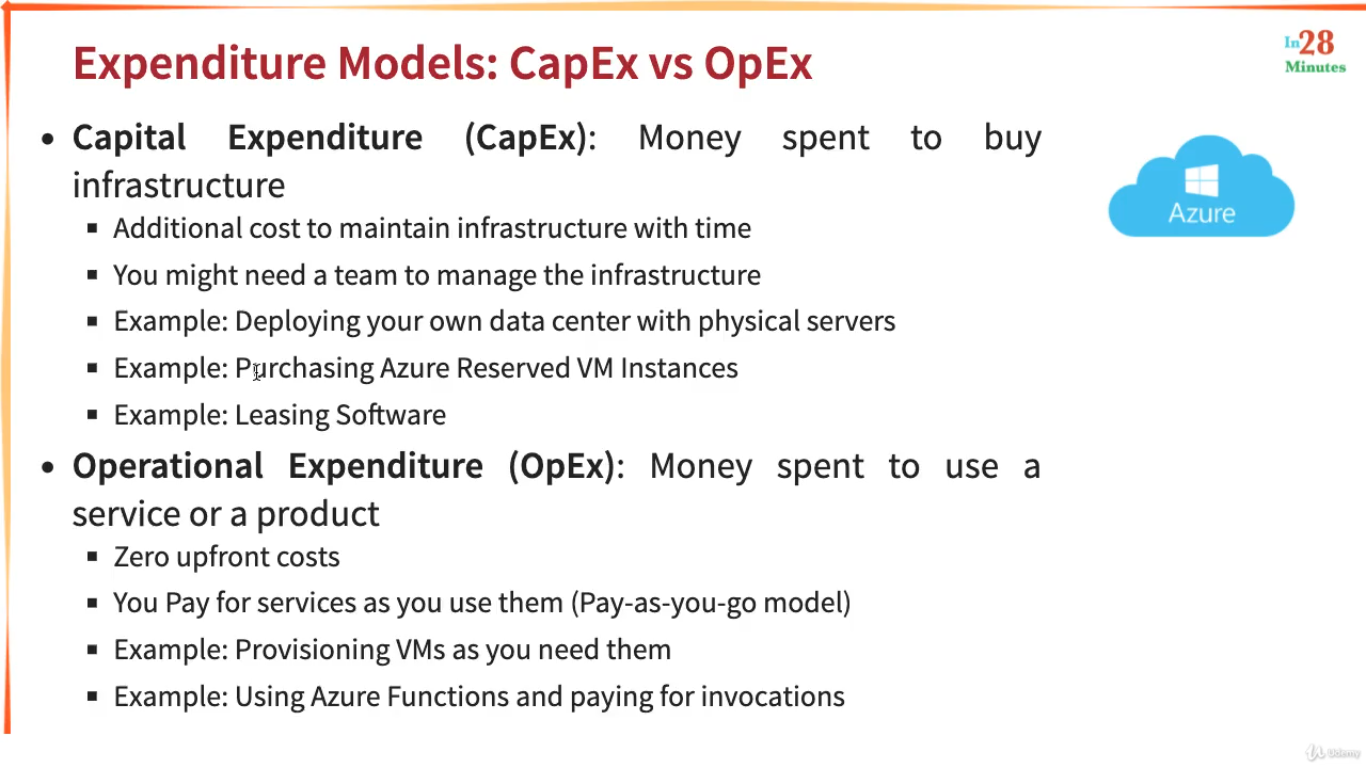 Expenditure Models: CapEx vs OpEx
In28
Minutes
• Capital Expenditure (CapEx): Money spent to buy
infrastructure
▪ Additional cost to maintain infrastructure with time
▪ You might need a team to manage the infrastructure
▪ Example: Deploying your own data center with physical servers
▪ Example: Purchasing Azure Reserved VM Instances
▪ Example: Leasing Software
Azure
• Operational Expenditure (OpEx): Money spent to use a
service or a product
▪ Zero upfront costs
▪ You Pay for services as you use them (Pay-as-you-go model)
▪ Example: Provisioning VMs as you need them
▪ Example: Using Azure Functions and paying for invocations
Udemy